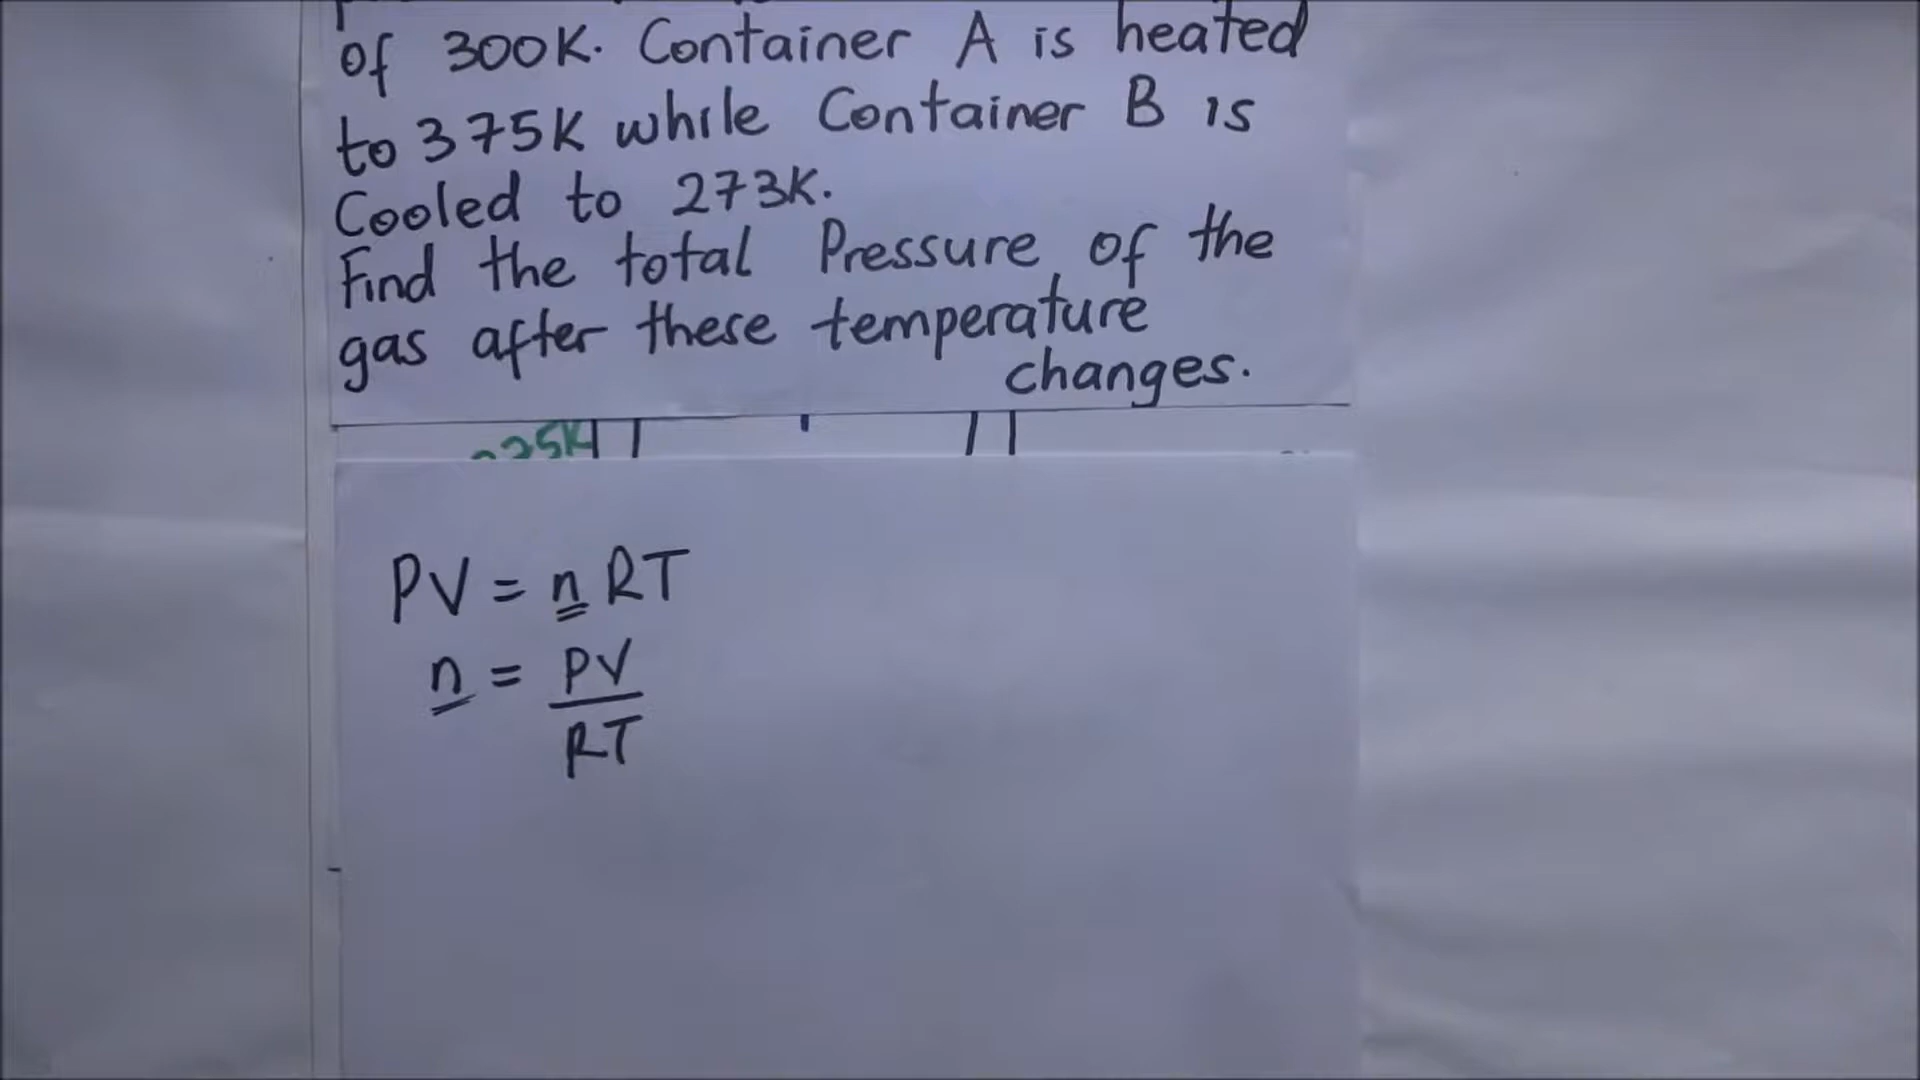 of 300K. Container A is heated
to 375K while Container B is
Cooled to 273K.
Find the total Pressure of the
gas after these temperature
changes.
PV = n RT
n = PV
RT